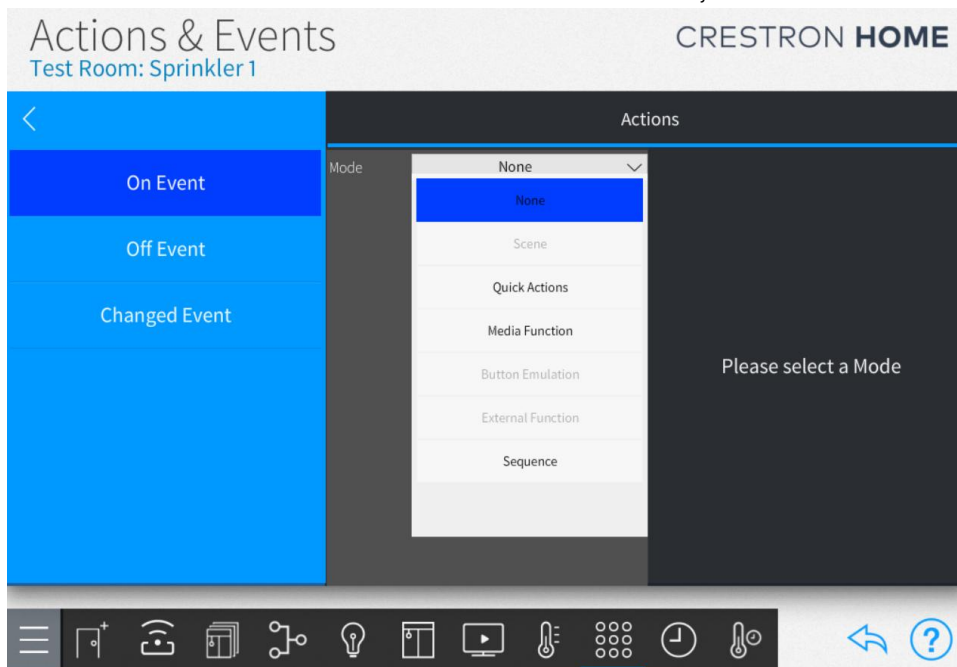 Actions & Events
CRESTRON HOME
Test Room: Sprinkler 1
Actions
On Event
Off Event
Changed Event
Mode
None
None
Scene
Quick Actions
Media Function
Button Emulation
External Function
Sequence
Please select a Mode
?